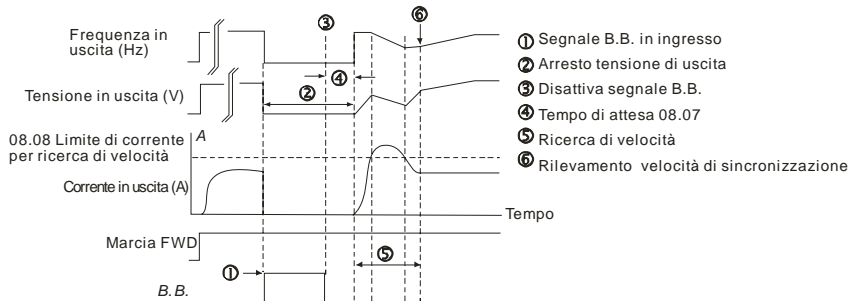 Frequenza in
uscita (Hz)
Tensione in uscita (V)
08.08 Limite di corrente
per ricerca di velocità
A
Corrente in uscita (A)
Tempo
Marcia FWD
B.B.
①
②
③
④
⑤
⑥
① Segnale B.B. in ingresso
② Arresto tensione di uscita
③ Disattiva segnale B.B.
④ Tempo di attesa 08.07
⑤ Ricerca di velocità
⑥ Rilevamento velocità di sincronizzazione